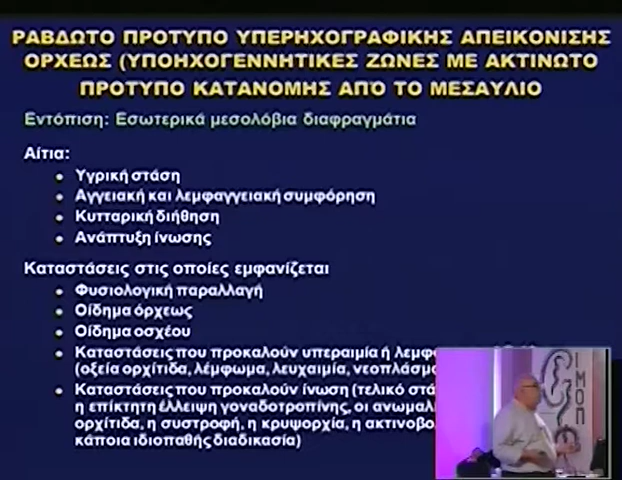 ΡΑΒΔΩΤΟ ΠΡΟΤΥΠΟ ΥΠΕΡΗΧΟΓΡΑΦΙΚΗΣ ΑΠΕΙΚΟΝΙΣΗΣ
ΟΡΧΕΩΣ (ΥΠΟΗΧΟΓΕΝΝΗΤΙΚΕΣ ΖΩΝΕΣ ΜΕ ΑΚΤΙΝΩΤΟ
ΠΡΟΤΥΠΟ ΚΑΤΑΝΟΜΗΣ ΑΠΌ ΤΟ ΜΕΣΑΥΛΙΟ
Εντόπιση: Εσωτερικά μεσολόβια διαφραγμάτια
Αίτια:
• Υγρική στάση
• Αγγειακή και λεμφαγγειακή συμφόρηση
• Κυτταρική διήθηση
• Ανάπτυξη ίνωσης
Καταστάσεις στις οποίες εμφανίζεται
• Φυσιολογική παραλλαγή
• Οίδημα όρχεως
• Οίδημα οσχέου
• Καταστάσεις που προκαλούν υπεραιμία ή
(οξεία ορχίτιδα, λέμφωμα, λευχαιμία,
• Καταστάσεις που προκαλούν ίνωση (τελικό
η επίκτητη έλλειψη γοναδοτροπίνης, οι
ορχίτιδα, η συστροφή, η κρυψορχία, η
κάποια ιδιοπαθής διαδικασία)
ΙΜΟΠ